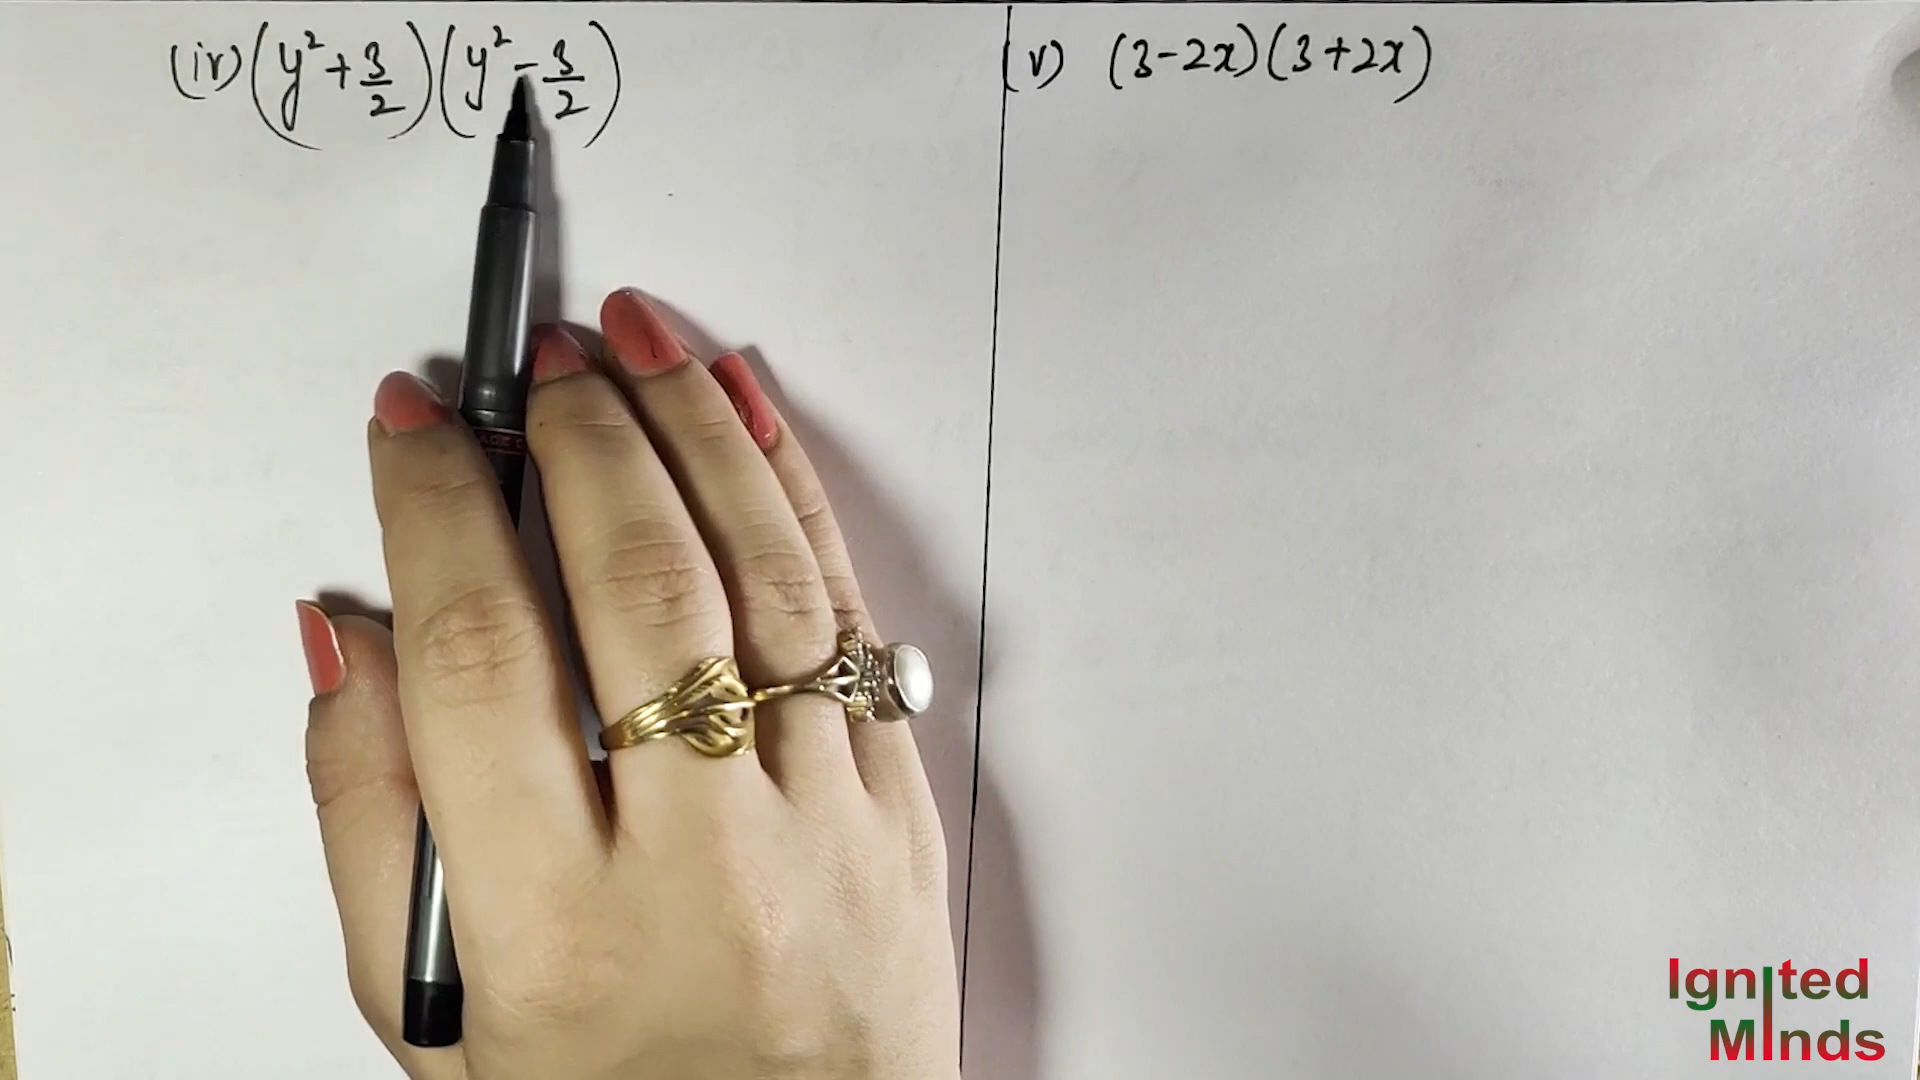 (iv) (y² + 3/2) (y² - 3/2)
(v) (3-2x) (3+2x)
Ignited
Minds